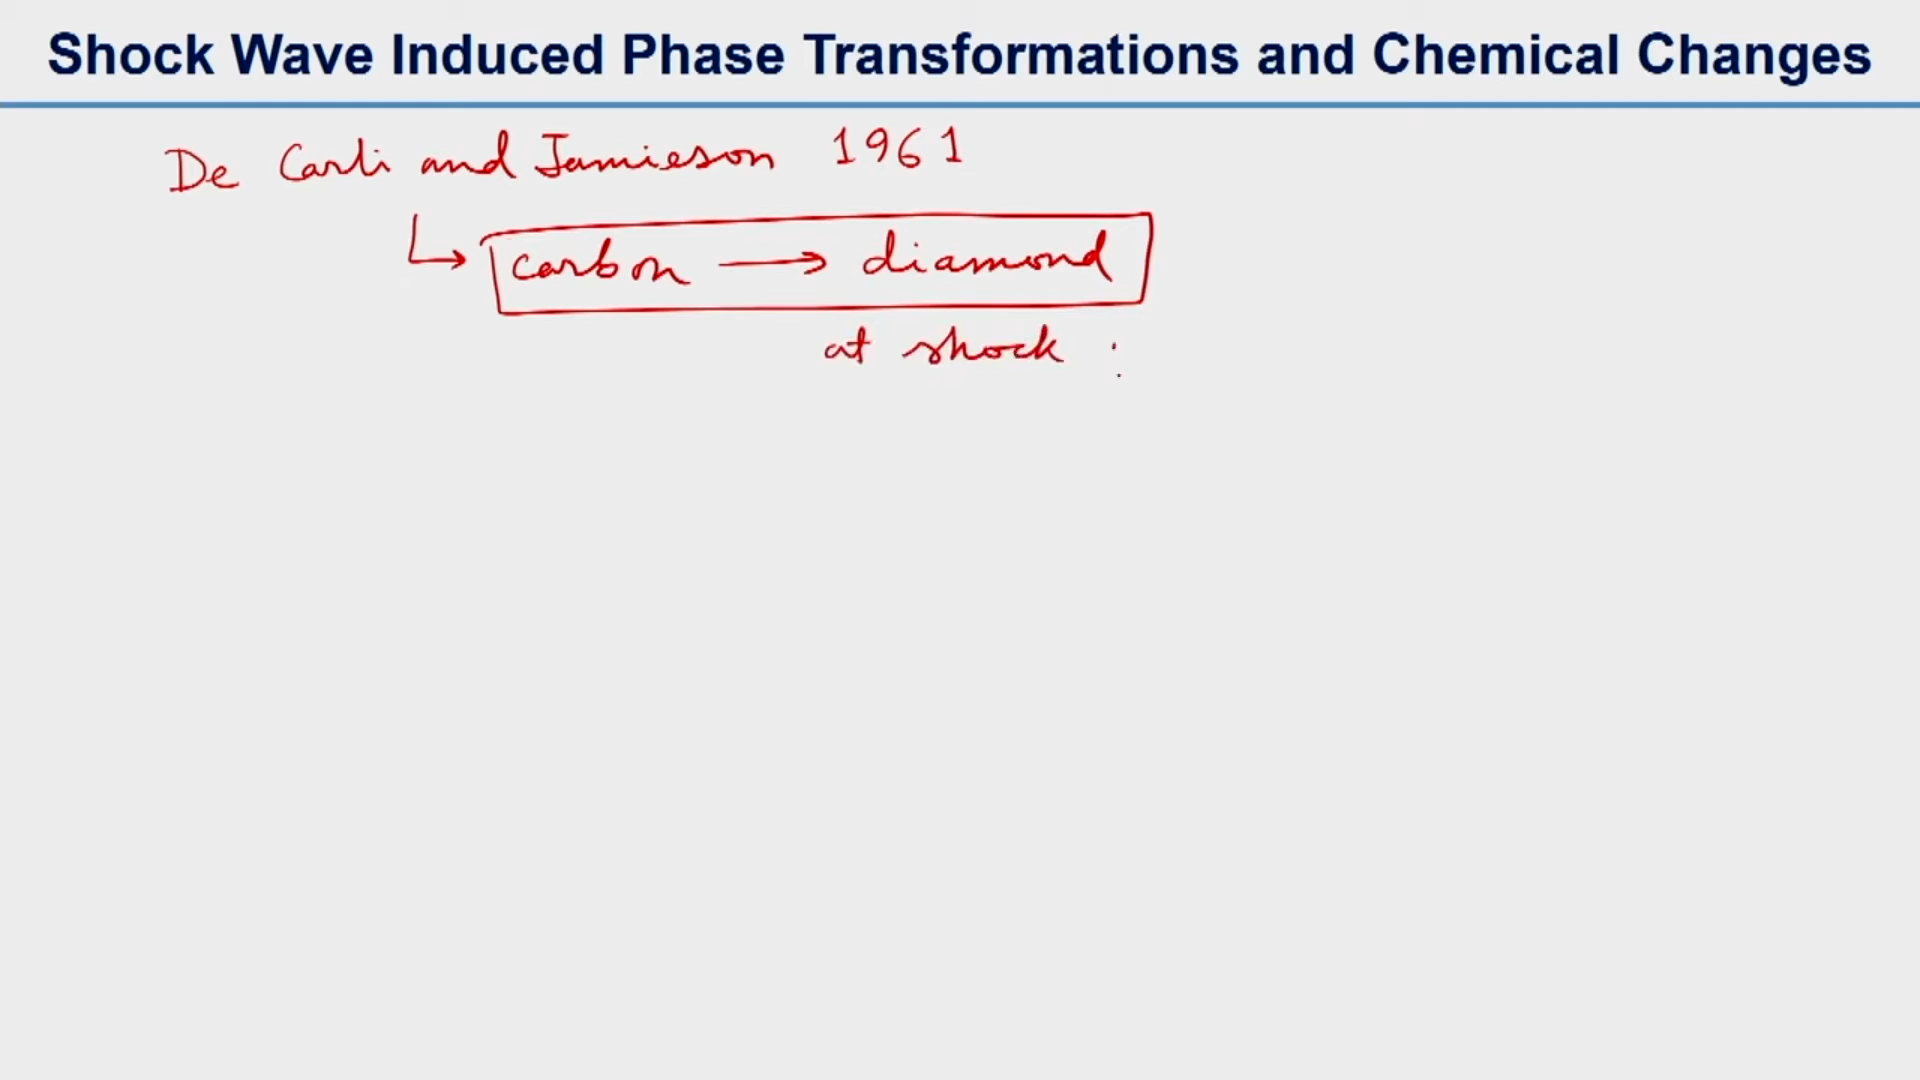 Shock Wave Induced Phase Transformations and Chemical Changes
De Carli and Jamieson 1961
↳ carbon → diamond
at shock :